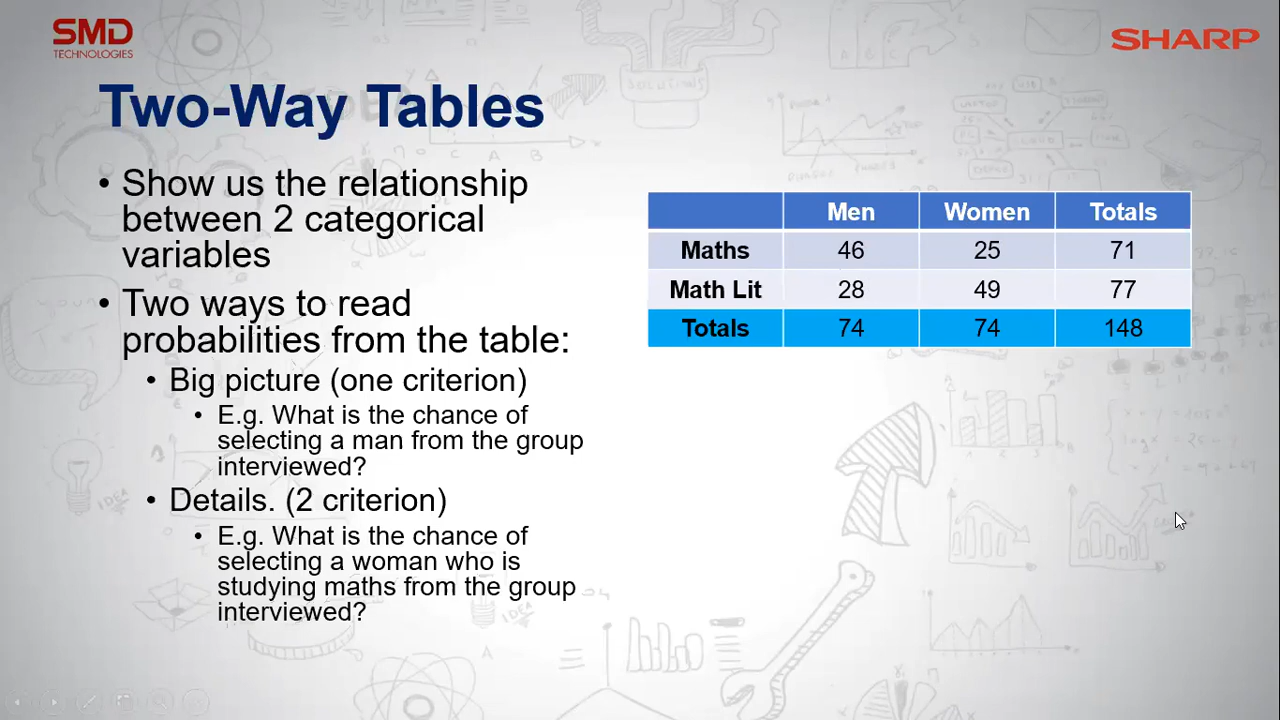 SMD
TECHNOLOGIES
SHARP
Two-Way Tables
• Show us the relationship
between 2 categorical
variables
• Two ways to read
probabilities from the table:
• Big picture (one criterion)
• E.g. What is the chance of
selecting a man from the group
interviewed?
• Details. (2 criterion)
• E.g. What is the chance of
selecting a woman who is
studying maths from the group
interviewed?
Men Women Totals
Maths 46 25 71
Math Lit 28 49 77
Totals 74 74 148
SOLUTIONS
IDEA
IDEA